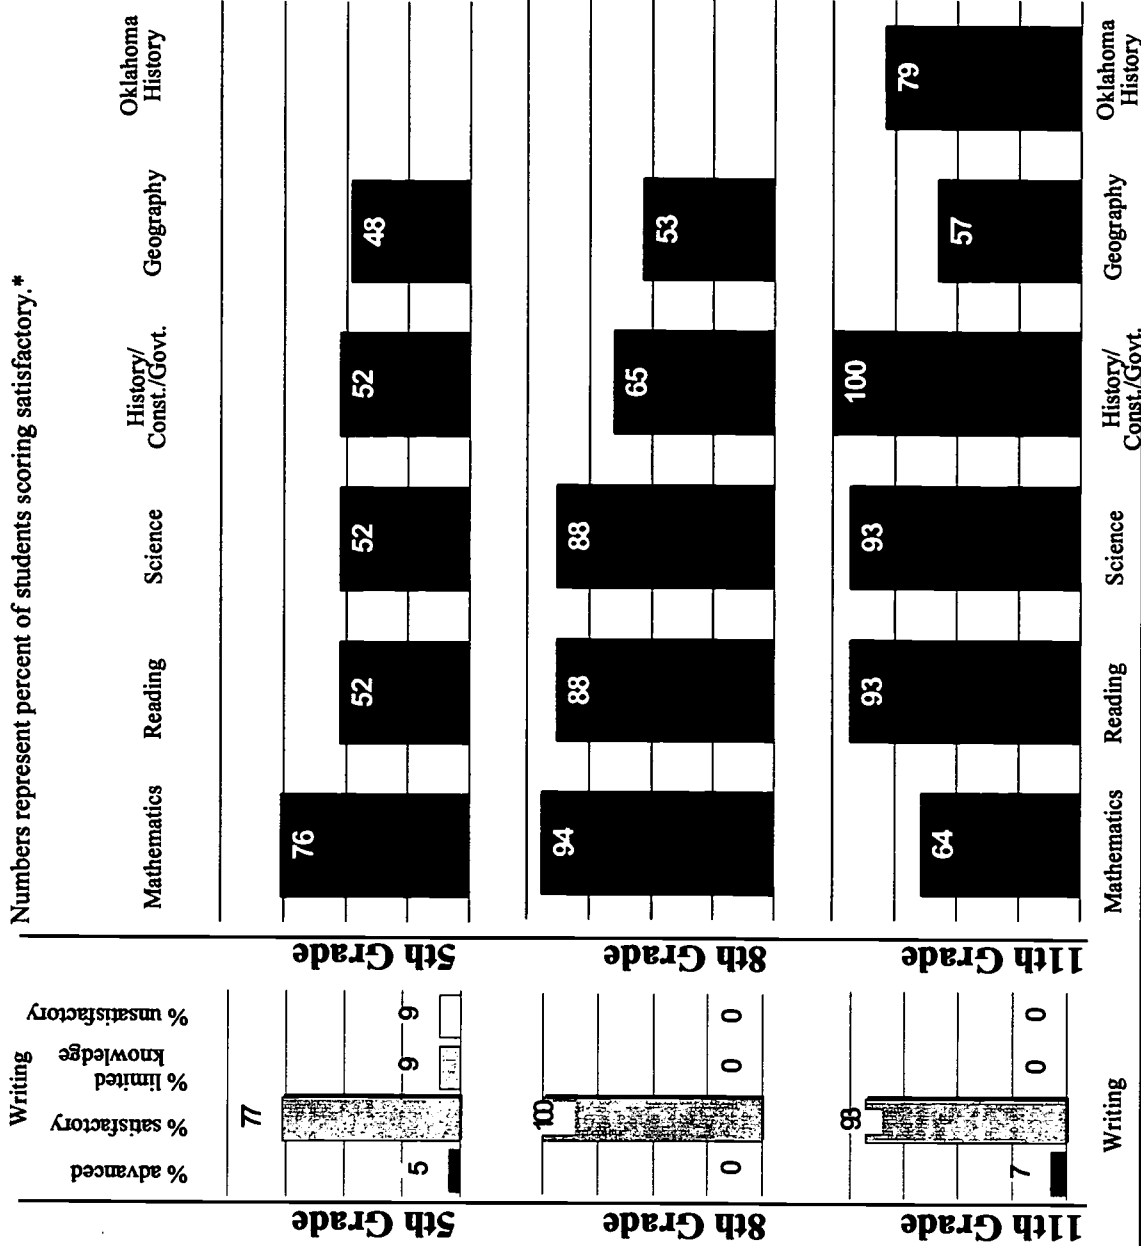 Numbers represent percent of students scoring satisfactory.*
Writing
% advanced
% satisfactory
% limited
knowledge
% unsatisfactory
Mathematics
Reading
Science
History/
Const./Govt.
Geography
Oklahoma
History
5th Grade
5
77
9
9
5th Grade
76
52
52
52
48
8th Grade
0
100
0
0
8th Grade
94
88
88
65
53
11th Grade
7
93
0
0
11th Grade
64
93
93
100
57
79
Writing
Mathematics
Reading
Science
History/
Const./Govt.
Geography
Oklahoma
History